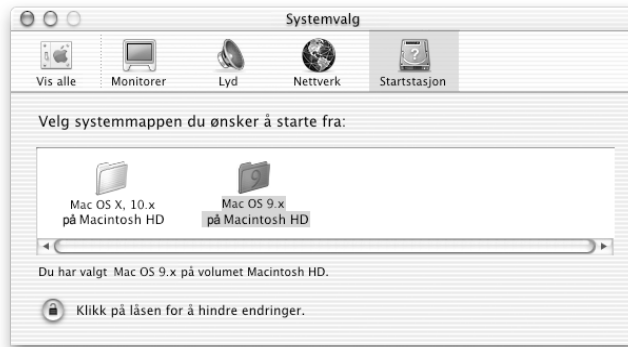 Systemvalg
Vis alle Monitorer Lyd Nettverk Startstasjon
Velg systemmappen du ønsker å starte fra:
Mac OS X, 10.x
på Macintosh HD
9
Mac OS 9.x
på Macintosh HD
Du har valgt Mac OS 9.x på volumet Macintosh HD.
Klikk på låsen for å hindre endringer.